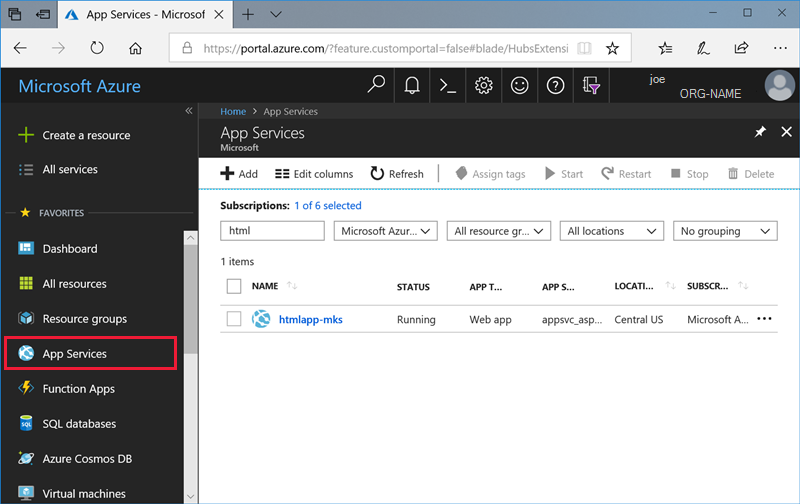 App Services - Microsof
https://portal.azure.com/?feature.customportal=false#blade/HubsExtensi
Microsoft Azure
joe
ORG-NAME
Create a resource
All services
FAVORITES
Dashboard
All resources
Resource groups
App Services
Function Apps
SQL databases
Azure Cosmos DB
Virtual machines
Home > App Services
App Services
Microsoft
Add Edit columns Refresh Assign tags Start Restart Stop Delete
Subscriptions: 1 of 6 selected
html Microsoft Azur... All resource gr... All locations No grouping
1 items
NAME STATUS APP T... APP S... LOCATI... SUBSCR...
htmlapp-mks Running Web app appsvc_asp... Central US Microsoft A... •••